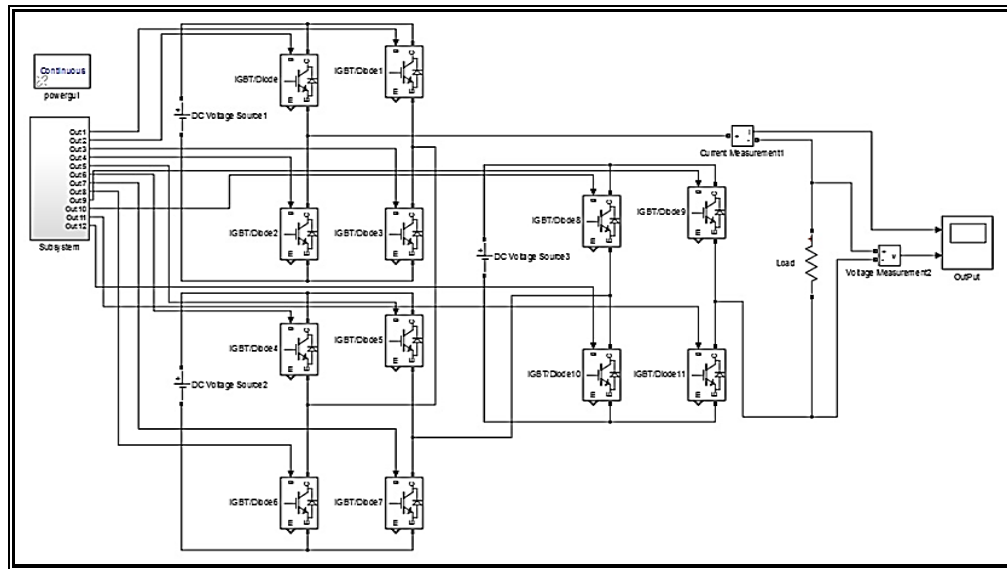 Continuous
powergui
Out1
Out2
Out3
Out4
Out5
Out6
Out7
Out8
Out9
Out10
Out11
Out12
Subsystem
DC Voltage Source1
IGBT/Diode
IGBT/Diode1
IGBT/Diode2
IGBT/Diode3
DC Voltage Source2
IGBT/Diode4
IGBT/Diode5
IGBT/Diode6
IGBT/Diode7
DC Voltage Source3
IGBT/Diode8
IGBT/Diode9
IGBT/Diode10
IGBT/Diode11
Current Measurement1
Load
Voltage Measurement2
OutPut